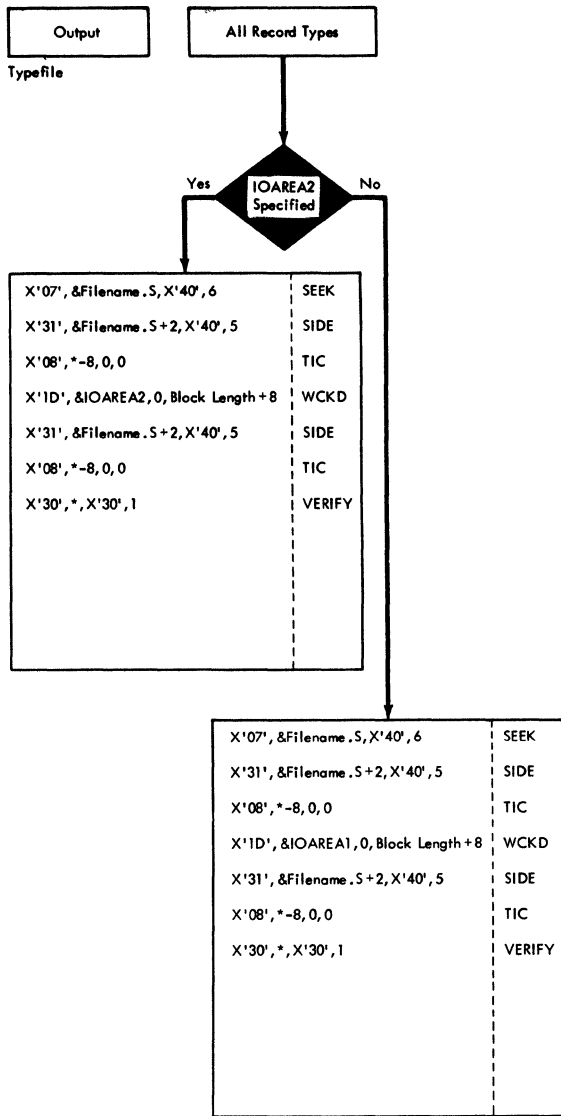 Output
All Record Types
Typefile
Yes
IOAREA2
Specified
No
X'07', &Filename.S, X'40', 6 SEEK
X'31', &Filename.S+2, X'40', 5 SIDE
X'08', *-8, 0, 0 TIC
X'1D', &IOAREA2, 0, Block Length+8 WCKD
X'31', &Filename.S+2, X'40', 5 SIDE
X'08', *-8, 0, 0 TIC
X'30', *, X'30', 1 VERIFY
X'07', &Filename.S, X'40', 6 SEEK
X'31', &Filename.S+2, X'40', 5 SIDE
X'08', *-8, 0, 0 TIC
X'1D', &IOAREA1, 0, Block Length+8 WCKD
X'31', &Filename.S+2, X'40', 5 SIDE
X'08', *-8, 0, 0 TIC
X'30', *, X'30', 1 VERIFY